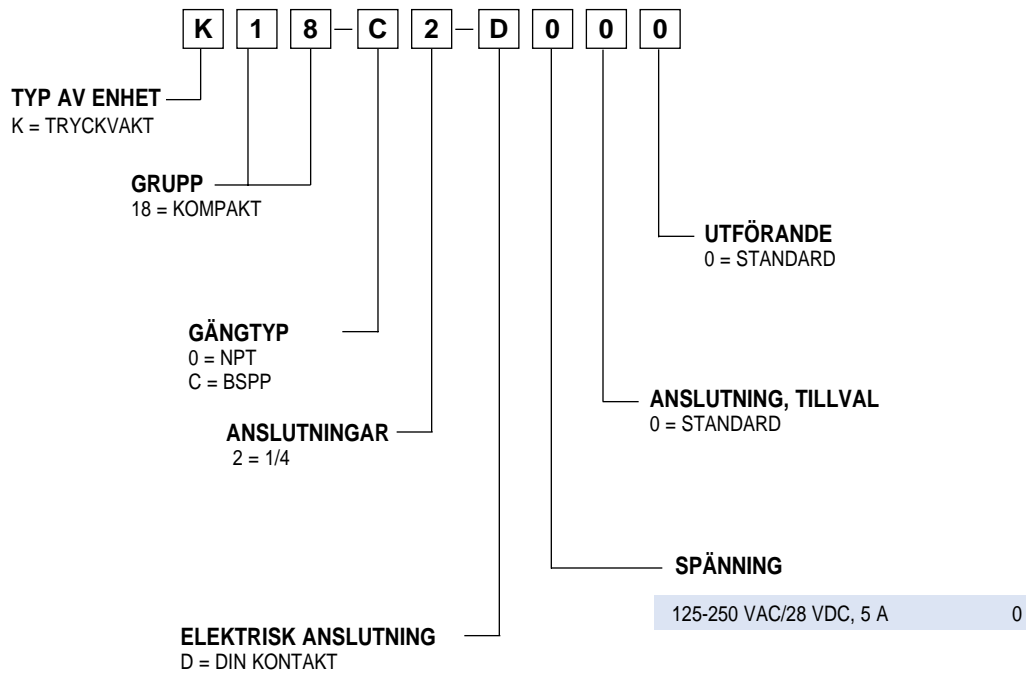 K 1 8 – C 2 – D 0 0 0
TYP AV ENHET
K = TRYCKVAKT
GRUPP
18 = KOMPAKT
UTFÖRANDE
0 = STANDARD
GÄNGTYP
0 = NPT
C = BSPP
ANSLUTNING, TILLVAL
0 = STANDARD
ANSLUTNINGAR
2 = 1/4
SPÄNNING
125-250 VAC/28 VDC, 5 A 0
ELEKTRISK ANSLUTNING
D = DIN KONTAKT